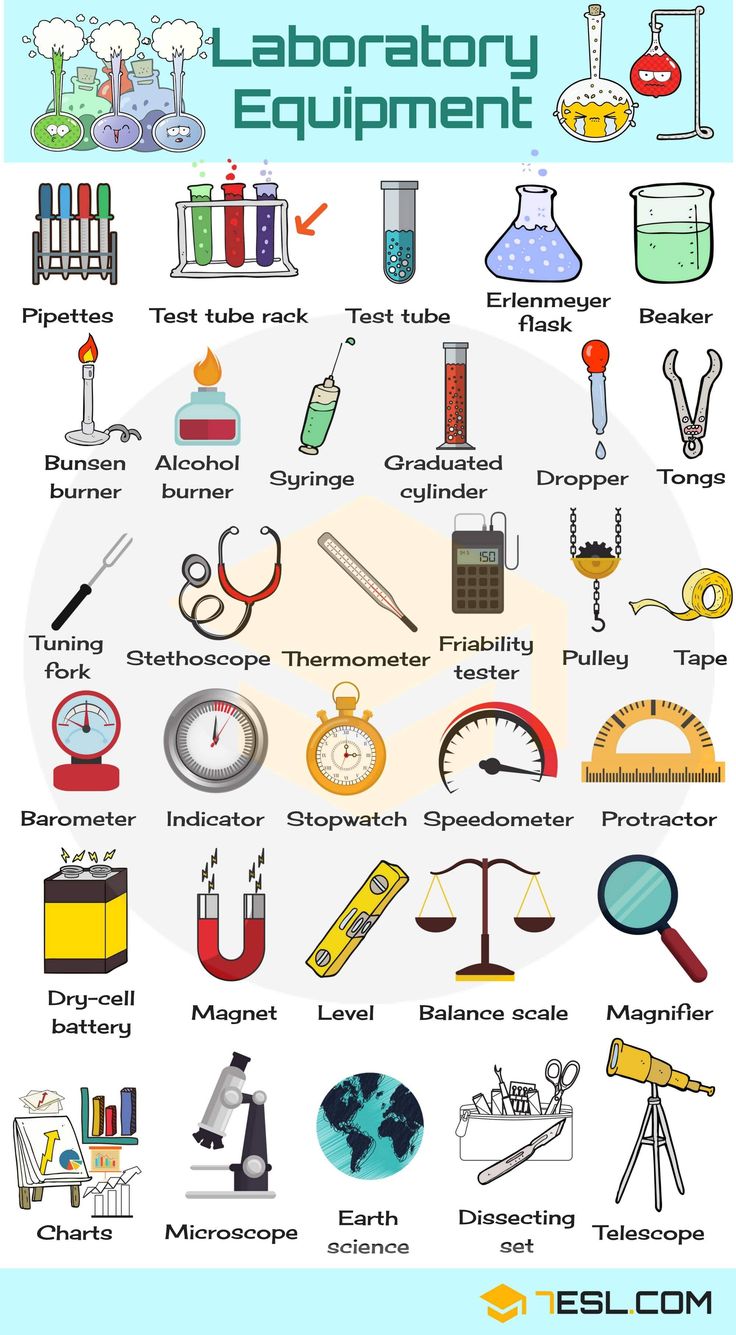 Laboratory
Equipment
Pipettes
Test tube rack
Test tube
Erlenmeyer
flask
Beaker
Bunsen
burner
Alcohol
burner
Syringe
Graduated
cylinder
Dropper
Tongs
Tuning
fork
Stethoscope
Thermometer
150
Friability
tester
Pulley
Tape
Barometer
Indicator
Stopwatch
Speedometer
Protractor
Dry-cell
battery
Magnet
Level
Balance scale
Magnifier
Charts
Microscope
Earth
science
Dissecting
set
Telescope
7ESL.COM